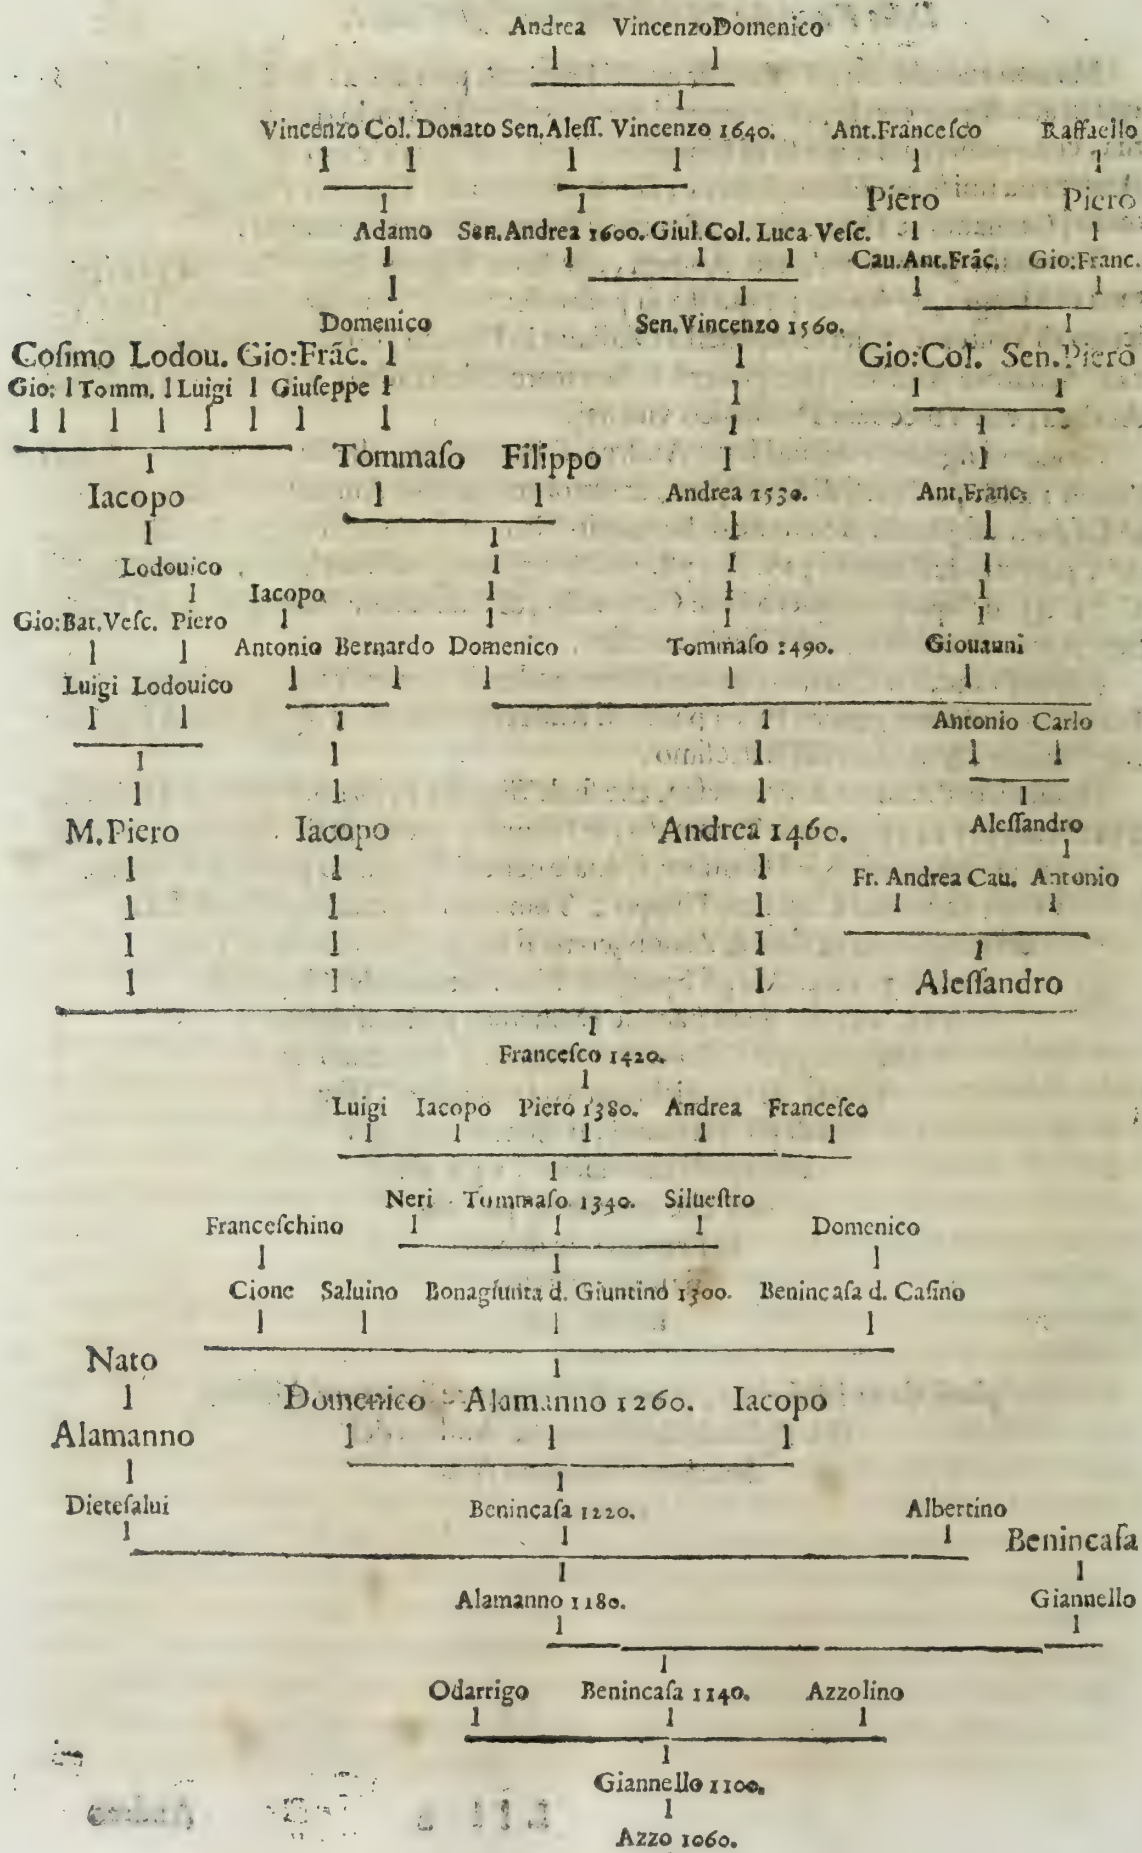 Andrea VincenzoDomenico
Vincenzo Col. Donato Sen. Aleſſ. Vincenzo 1640. Ant.Franceſco Raffaello
Piero Piero
Adamo Sen. Andrea 1600. Giul. Col. Luca Veſc.
Cau. Ant. Frãc. Gio: Franc.
Domenico Sen. Vincenzo 1560.
Coſimo Lodou. Gio: Frãc. Gio: Col. Sen. Piero
Gio: Tomm. Luigi Giuſeppe
Tommaſo Filippo
Iacopo Andrea 1530. Ant. Franc.
Lodouico
Iacopo
Gio: Bat. Veſc. Piero
Antonio Bernardo Domenico Tommaſo 1490. Giouanni
Luigi Lodouico
Antonio Carlo
M. Piero Iacopo Andrea 1460. Aleſſandro
Fr. Andrea Cau. Antonio
Aleſſandro
Franceſco 1420.
Luigi Iacopo Piero 1380. Andrea Franceſco
Neri Tommaſo 1340. Silueſtro
Franceſchino Domenico
Cione Saluino Bonagiunta d. Giuntino 1300. Benincaſa d. Caſino
Nato
Domenico Alamanno 1260. Iacopo
Alamanno
Dieteſalui Benincaſa 1220. Albertino
Benincaſa
Alamanno 1180. Giannello
Odarrigo Benincaſa 1140. Azzolino
Giannello 1100.
Azzo 1060.